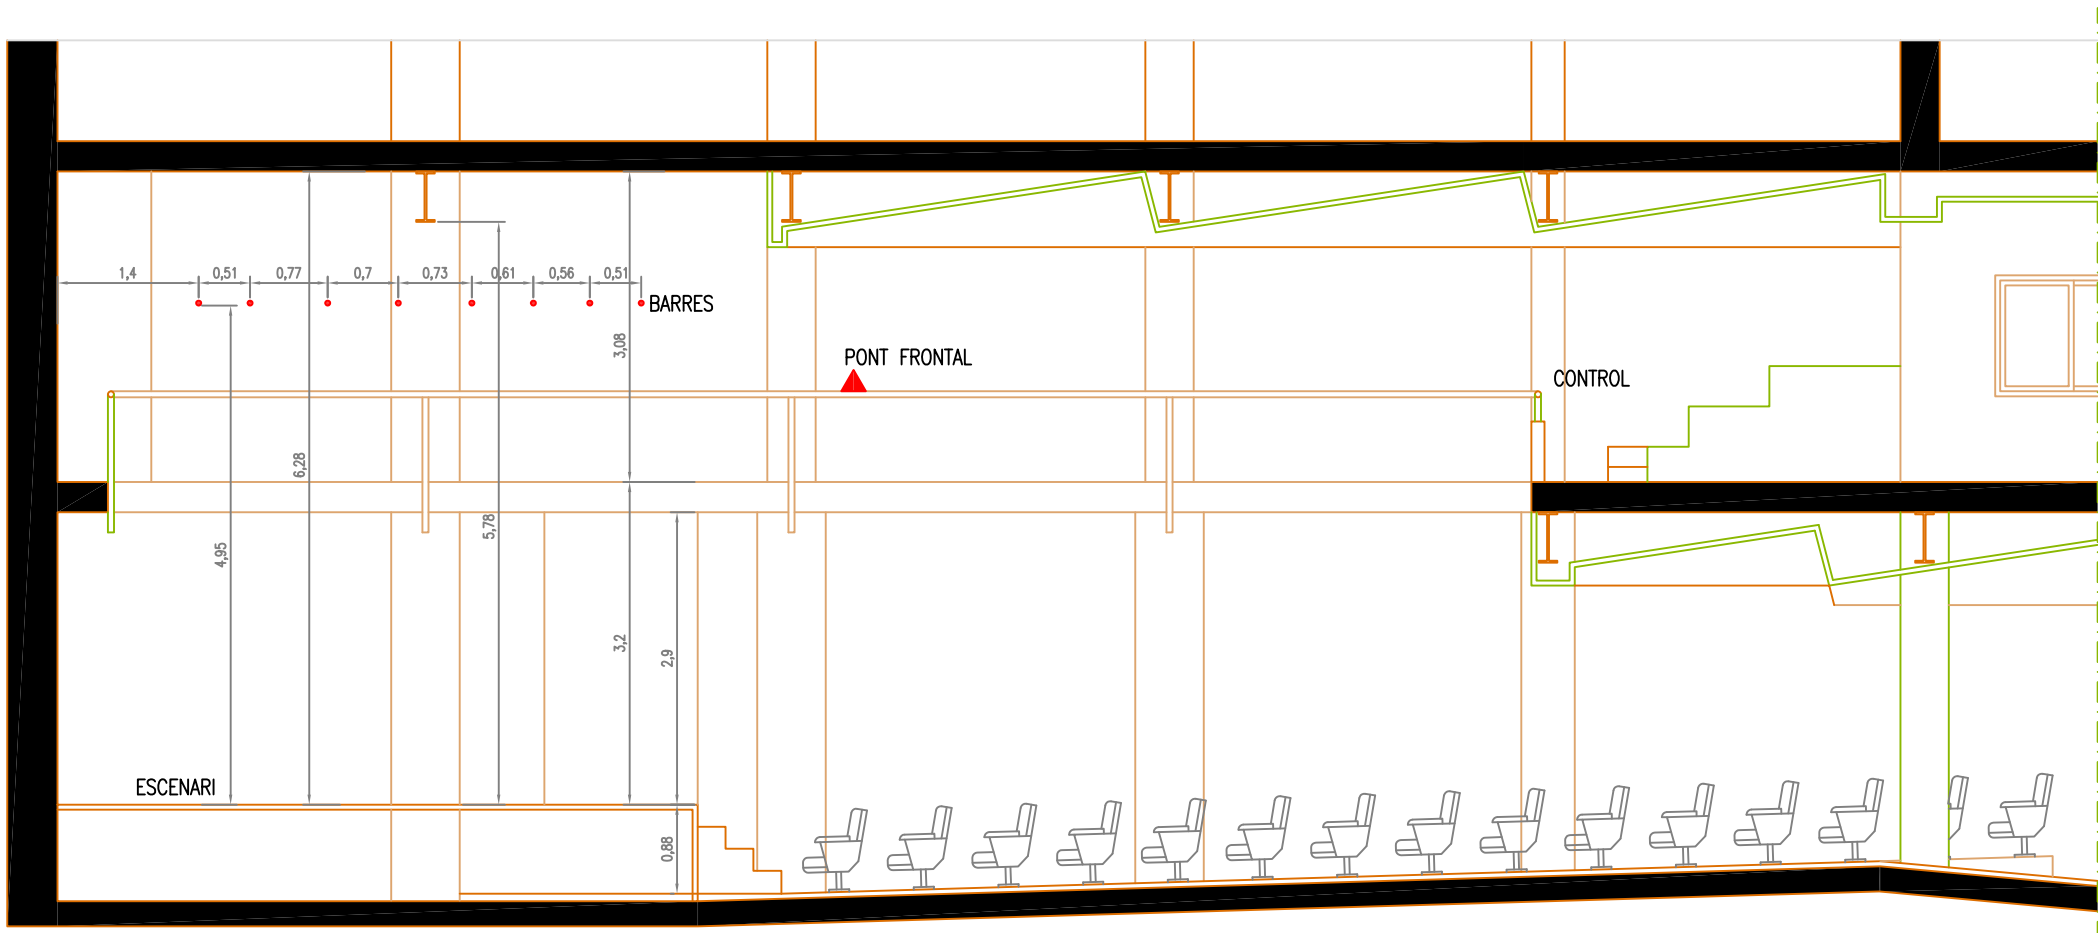 1,4 0,51 0,77 0,7 0,73 0,61 0,56 0,51
BARRES
3,08
PONT FRONTAL
CONTROL
6,28
5,78
4,95
3,2
2,9
ESCENARI
0,88